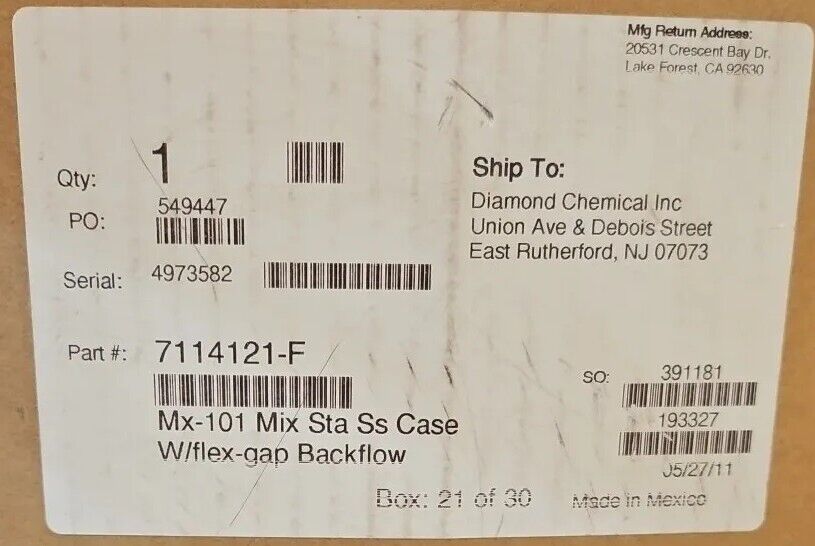 Mfg Return Address:
20531 Crescent Bay Dr.
Lake Forest, CA 92630
Qty: 1
PO: 549447
Serial: 4973582
Ship To:
Diamond Chemical Inc
Union Ave & Debois Street
East Rutherford, NJ 07073
Part #: 7114121-F
Mx-101 Mix Sta Ss Case
W/flex-gap Backflow
SO: 391181
193327
05/27/11
Box: 21 of 30
Made in Mexico